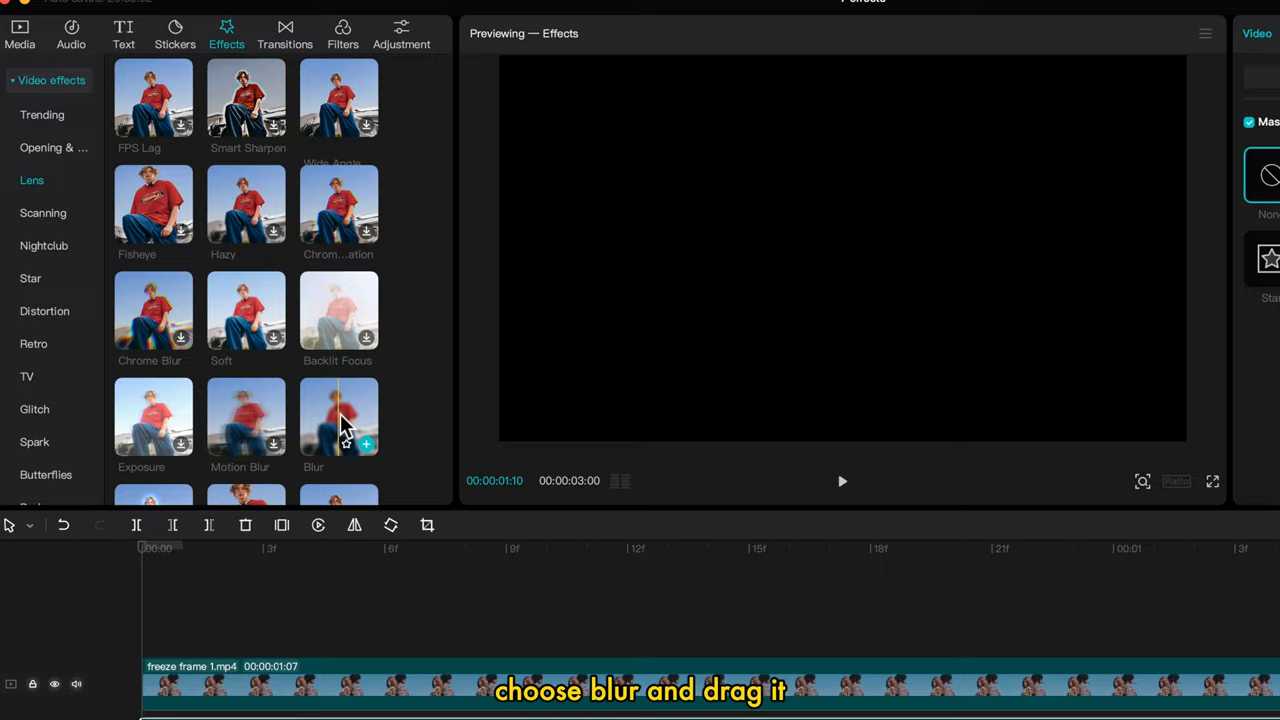 Media
Audio
Text
Stickers
Effects
Transitions
Filters
Adjustment
Video effects
Trending
Opening & ...
Lens
Scanning
Nightclub
Star
Distortion
Retro
TV
Glitch
Spark
Butterflies
FPS Lag
Smart Sharpen
Wide Angle
Fisheye
Hazy
Chrom...ation
Chrome Blur
Soft
Backlit Focus
Exposure
Motion Blur
Blur
Previewing — Effects
00:00:01:10
00:00:03:00
Ratio
Video
Mas
None
Star
00:00
3f
6f
9f
12f
15f
18f
21f
00:01
3f
freeze frame 1.mp4 00:00:01:07
choose blur and drag it